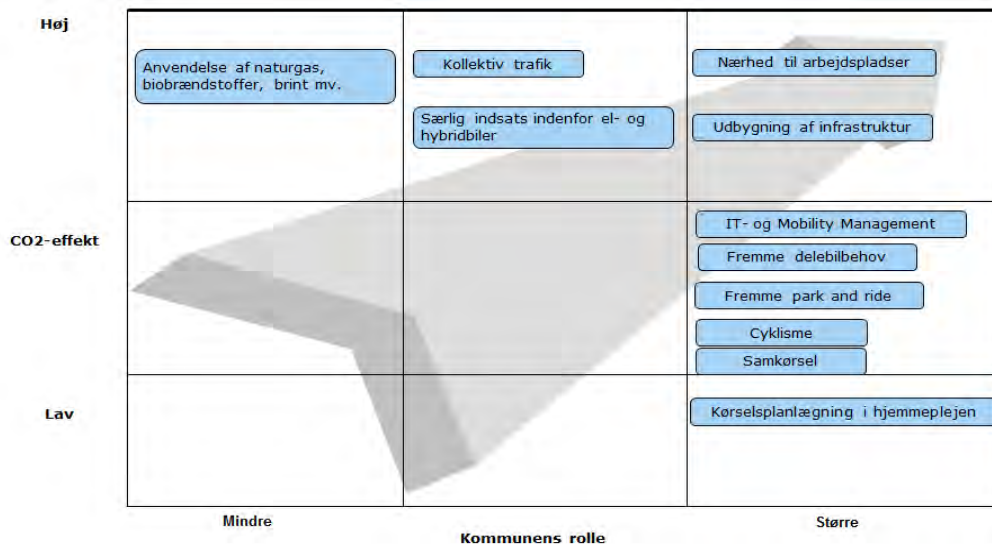 Høj
Anvendelse af naturgas,
biobrændstoffer, brint mv.
Kollektiv trafik
Nærhed til arbejdspladser
Særlig indsats indenfor el- og
hybridbiler
Udbygning af infrastruktur
CO2-effekt
IT- og Mobility Management
Fremme delebilbehov
Fremme park and ride
Cyklisme
Samkørsel
Lav
Kørselsplanlægning i hjemmeplejen
Mindre
Kommunens rolle
Større